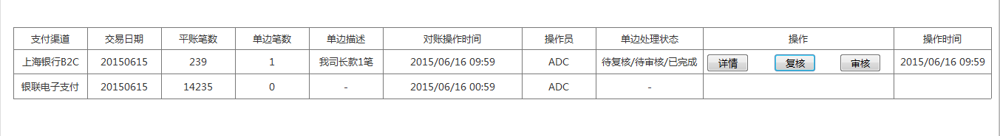 支付渠道 交易日期 平账笔数 单边笔数 单边描述 对账操作时间 操作员 单边处理状态 操作 操作时间
上海银行B2C 20150615 239 1 我司长款1笔 2015/06/16 09:59 ADC 待复核/待审核/已完成 详情 复核 审核 2015/06/16 09:59
银联电子支付 20150615 14235 0 - 2015/06/16 00:59 ADC -